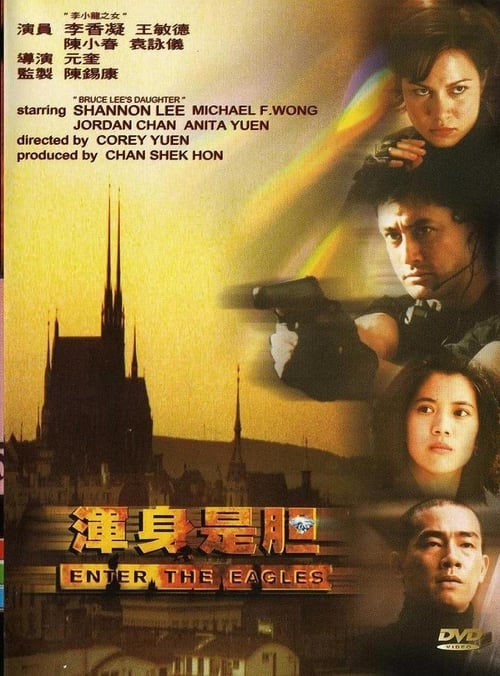 "李小龍之女"
演員 李香凝 王敏德
陳小春 袁詠儀
導演 元奎
監製 陳錫康
"BRUCE LEE'S DAUGHTER"
starring SHANNON LEE MICHAEL F.WONG
JORDAN CHAN ANITA YUEN
directed by COREY YUEN
produced by CHAN SHEK HON
渾身是胆
ENTER THE EAGLES
DVD
VIDEO